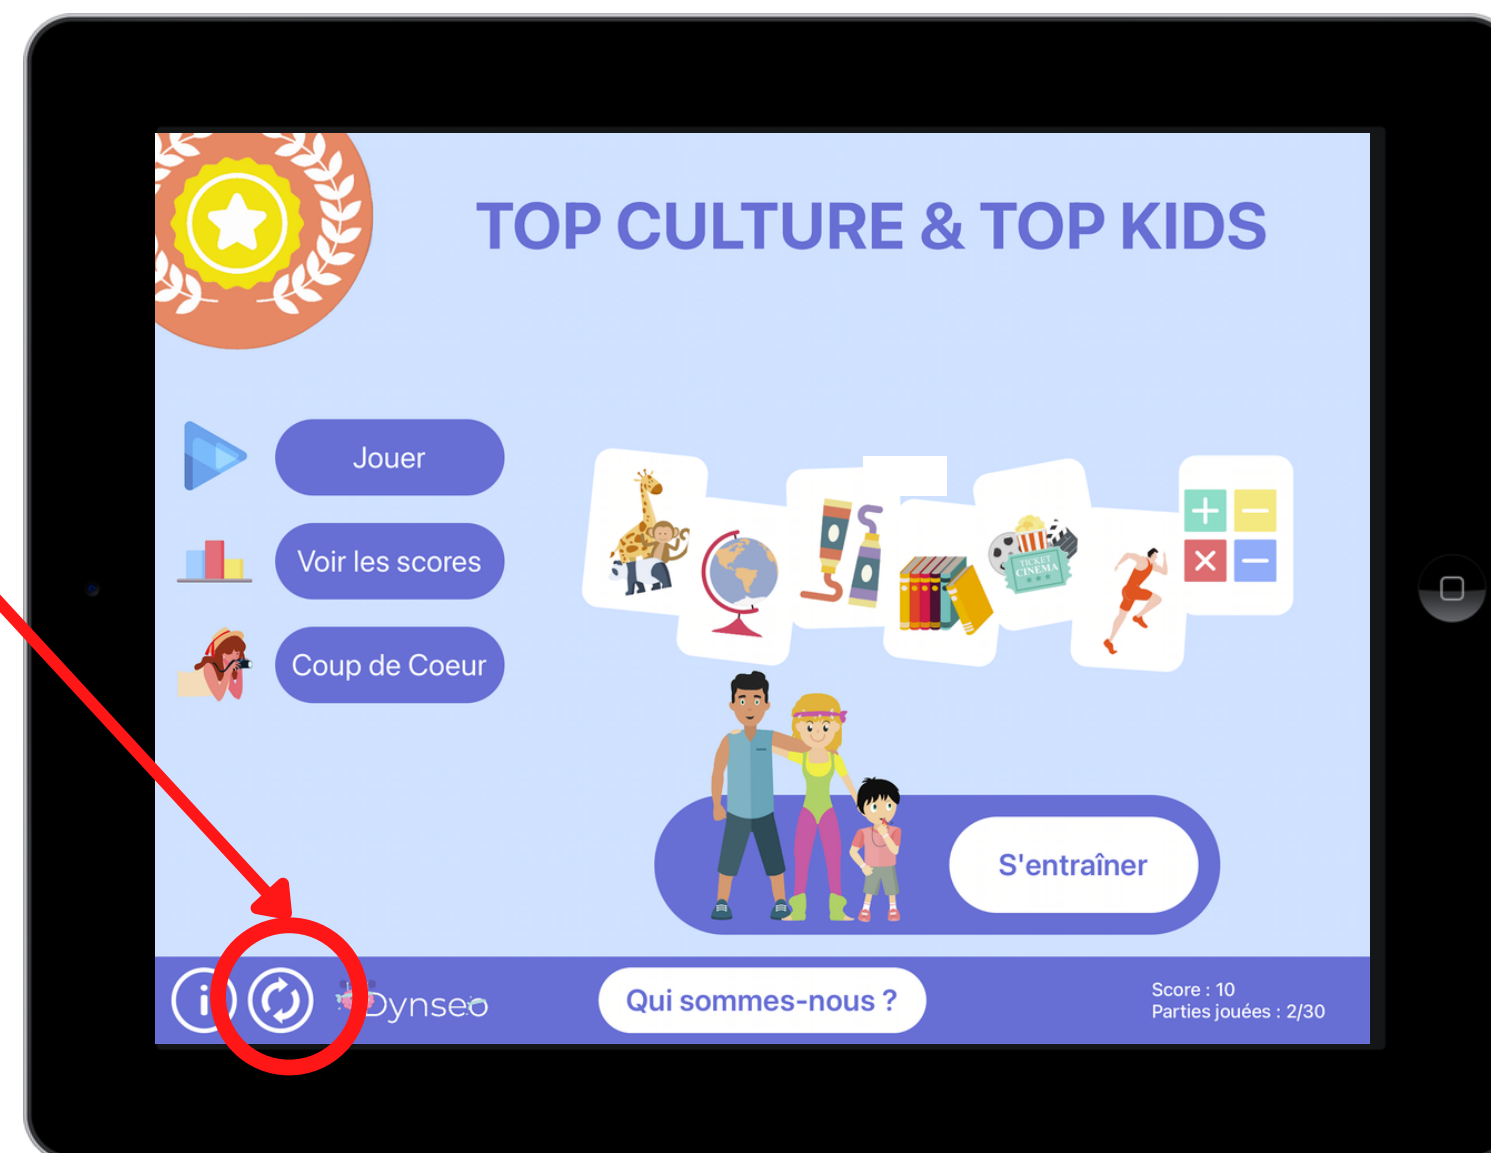 TOP CULTURE & TOP KIDS
Jouer
Voir les scores
Coup de Coeur
TICKET
CINEMA
S'entraîner
i
Dynseo
Qui sommes-nous ?
Score : 10
Parties jouées : 2/30